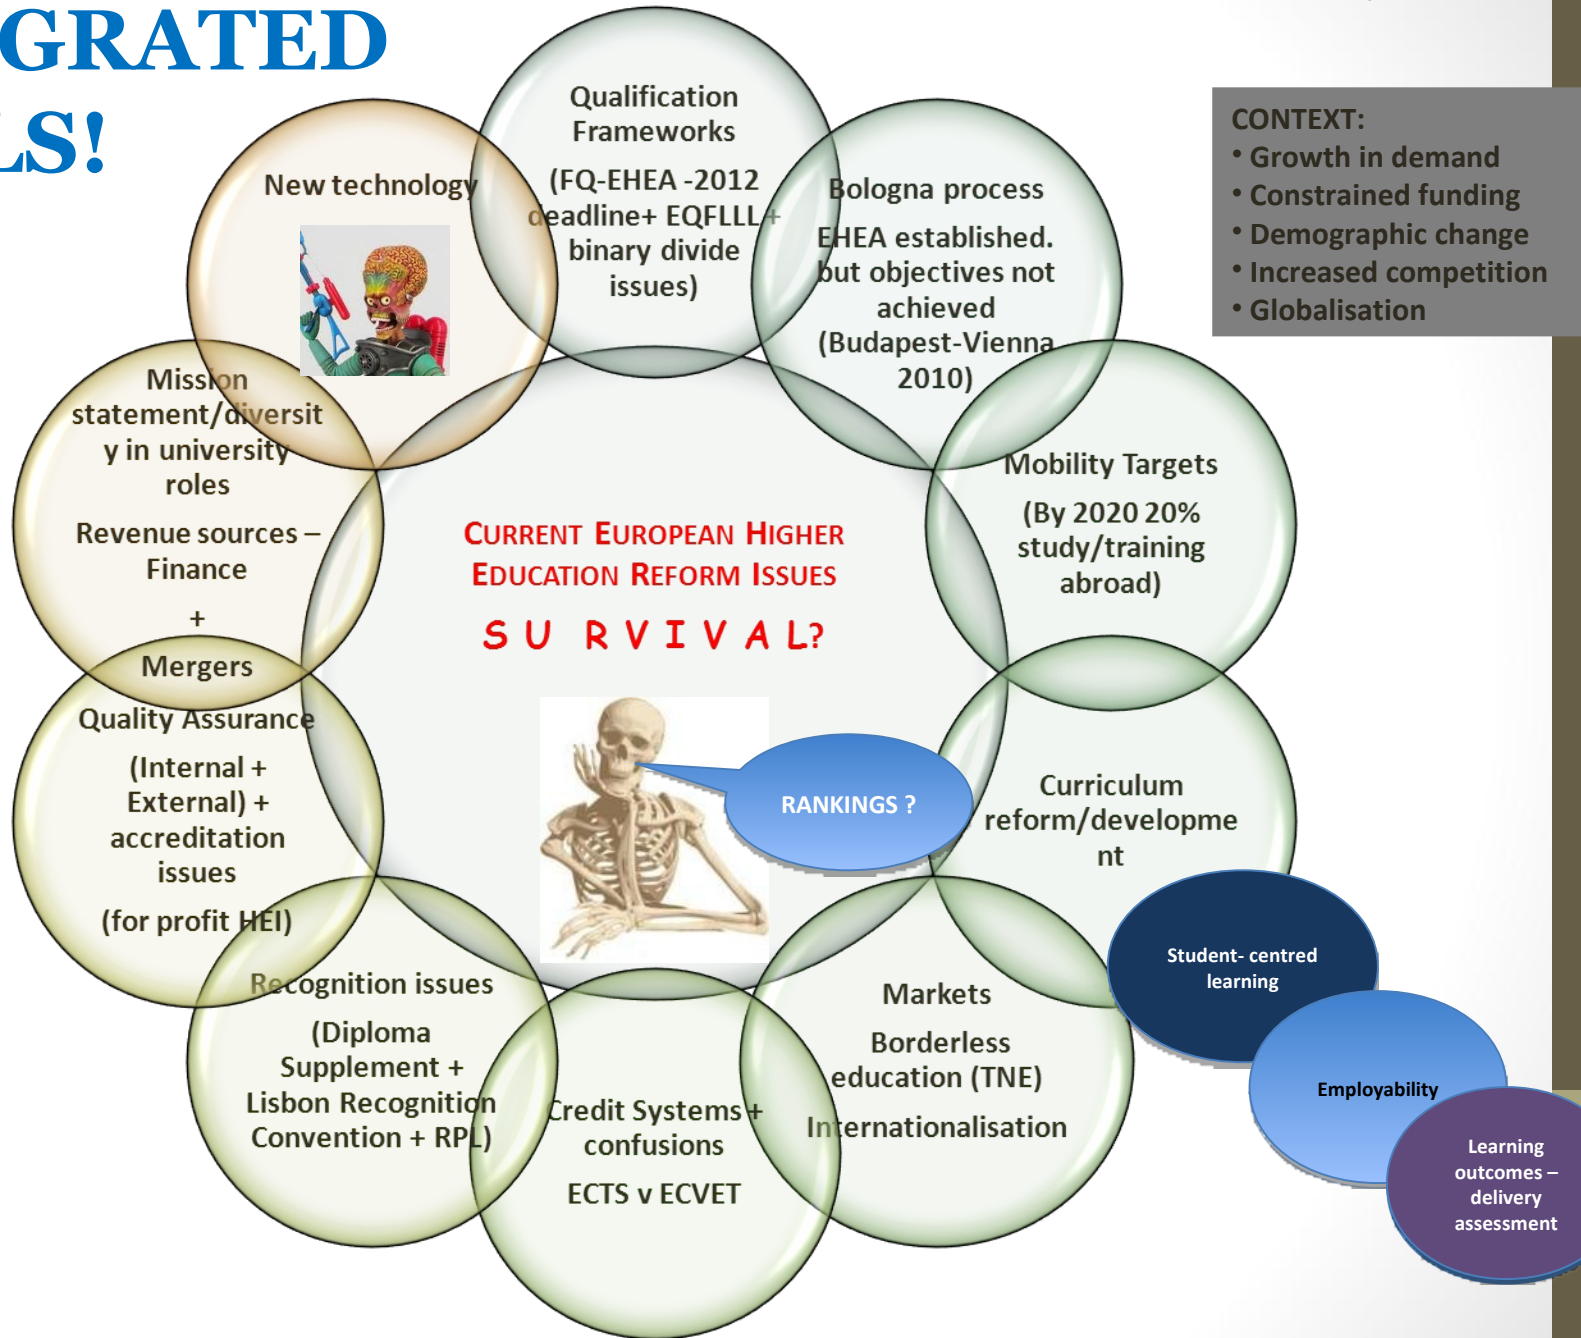 GRATED
LS!
Qualification
Frameworks
(FQ-EHEA -2012
deadline+ EQFLLL +
binary divide
issues)
Bologna process
EHEA established.
but objectives not
achieved
(Budapest-Vienna
2010)
Mobility Targets
(By 2020 20%
study/training
abroad)
Curriculum
reform/developme
nt
Markets
Borderless
education (TNE)
Internationalisation
Credit Systems +
confusions
ECTS v ECVET
Recognition issues
(Diploma
Supplement +
Lisbon Recognition
Convention + RPL)
Quality Assurance
(Internal +
External) +
accreditation
issues
(for profit HEI)
Mission
statement/diversit
y in university
roles
Revenue sources –
Finance
+
Mergers
New technology
CURRENT EUROPEAN HIGHER
EDUCATION REFORM ISSUES
S U R V I V A L?
RANKINGS ?
CONTEXT:
• Growth in demand
• Constrained funding
• Demographic change
• Increased competition
• Globalisation
Student- centred
learning
Employability
Learning
outcomes –
delivery
assessment